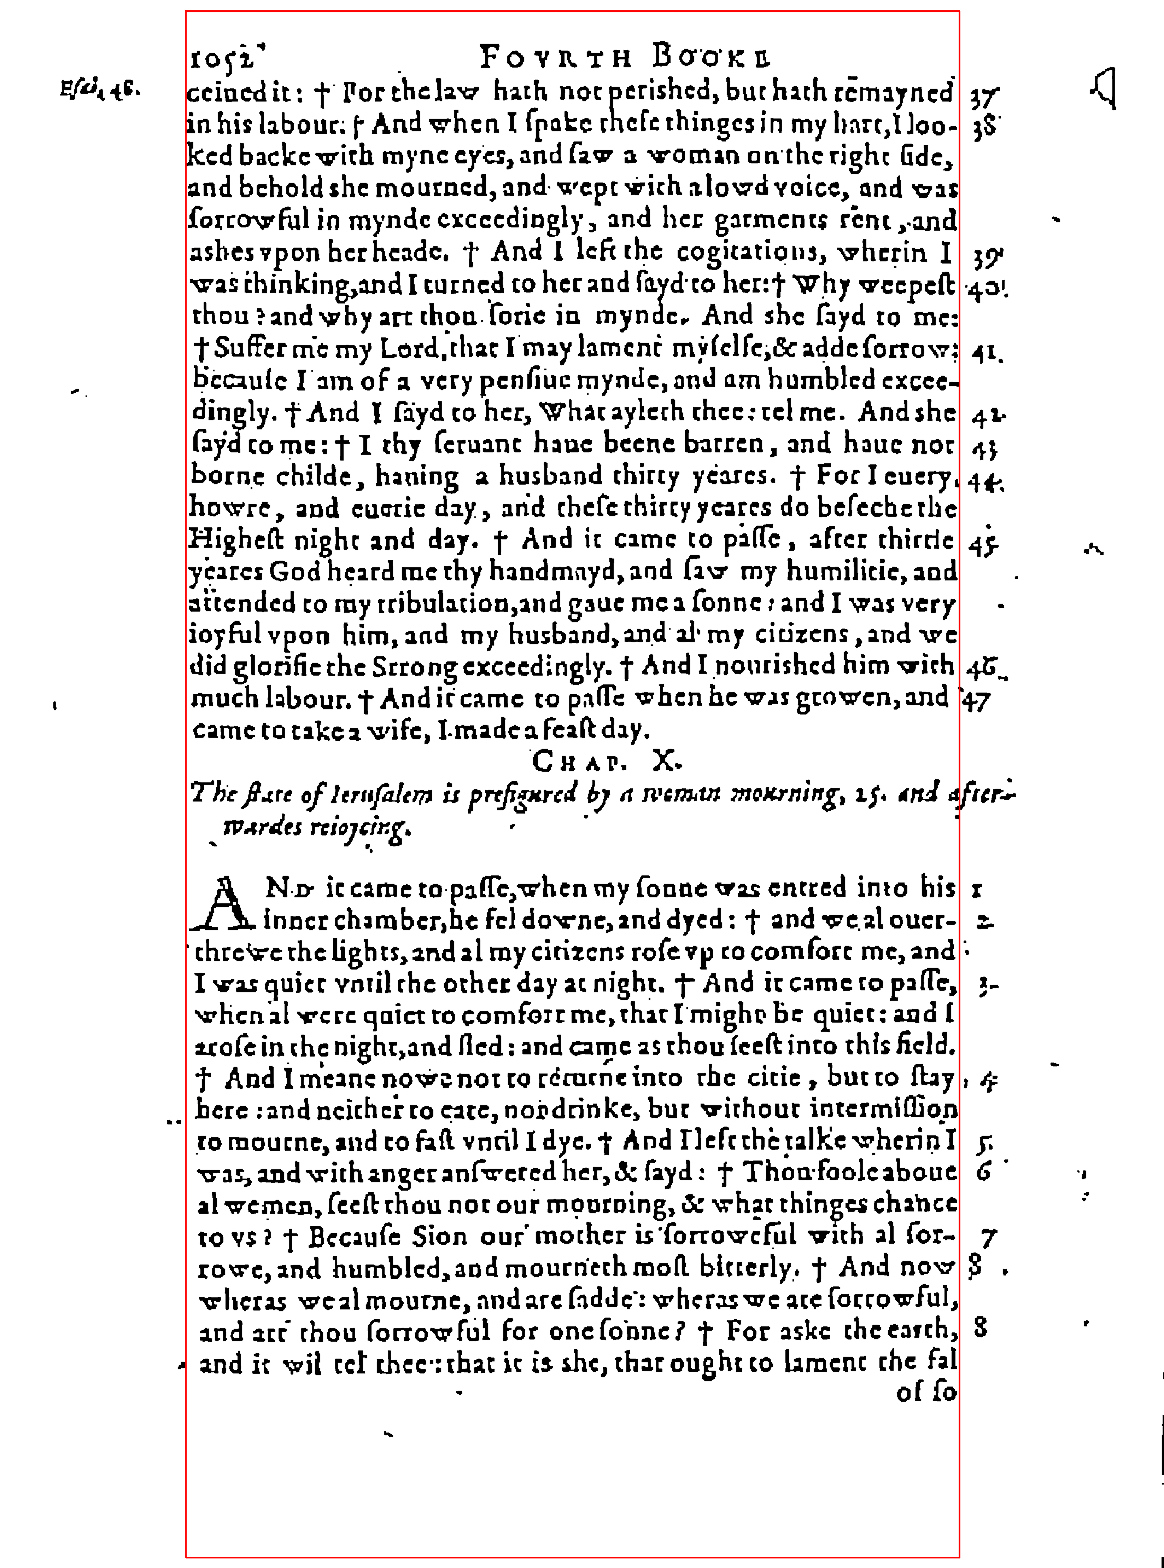 1052 FOVRTH BOOKE
Esd. 4 6.
ceiued it: † For the law hath not perished, but hath remayned 37
in his labour: † And when I ſpake theſe thinges in my hart, I loo- 38
ked backe with myne eyes, and ſaw a woman on the right ſide,
and behold she mourned, and wept with a lowd voice, and was
ſorrowful in mynde exceedingly, and her garments rent, and
ashes vpon her heade. † And I left the cogitations, wherin I 39
was thinking, and I turned to her and ſayd to her: † Why weepeſt 40
thou? and why art thou ſorie in mynde. And she ſayd to me:
† Suffer me my Lord, that I may lament myſelfe, & adde ſorrow: 41
becauſe I am of a very penſiue mynde, and am humbled excee-
dingly. † And I ſayd to her, What ayleth thee: tel me. And she 42
ſayd to me: † I thy ſeruant haue beene barren, and haue not 43
borne childe, hauing a husband thirty yeares. † For I euery 44
howre, and euerie day, and theſe thirty yeares do beſeche the
Higheſt night and day. † And it came to paſſe, after thirtie 45
yeares God heard me thy handmayd, and ſaw my humilitie, and
attended to my tribulation, and gaue me a ſonne: and I was very
ioyful vpon him, and my husband, and al my citizens, and we
did glorifie the Strong exceedingly. † And I nourished him with 46
much labour. † And it came to paſſe when he was growen, and 47
came to take a wife, I made a feaſt day.
CHAP. X.
The ſtate of Ieruſalem is prefigured by a woman mourning, 25. and after-
wardes reioycing.
AND it came to paſſe, when my ſonne was entred into his 1
inner chamber, he fel downe, and dyed: † and we al ouer- 2
threwe the lights, and al my citizens roſe vp to comfort me, and
I was quiet vntil the other day at night. † And it came to paſſe, 3
when al were quiet to comfort me, that I might be quiet: and I
aroſe in the night, and fled: and came as thou ſeeſt into this field.
† And I meane nowe not to returne into the citie, but to ſtay 4
here: and neither to eate, nor drinke, but without intermiſſion
to mourne, and to faſt vntil I dye. † And I left the talke wherin I 5
was, and with anger anſwered her, & ſayd: † Thou foole aboue 6
al wemen, ſeeſt thou not our mourning, & what thinges chance
to vs? † Becauſe Sion our mother is ſorroweful with al ſor- 7
rowe, and humbled, and mourneth moſt bitterly. † And now 8
wheras we al mourne, and are ſadde: wheras we are ſorrowful,
and art thou ſorrowful for one ſonne? † For aske the earth, 8
and it wil tel thee: that it is she, that ought to lament the fal
of ſo